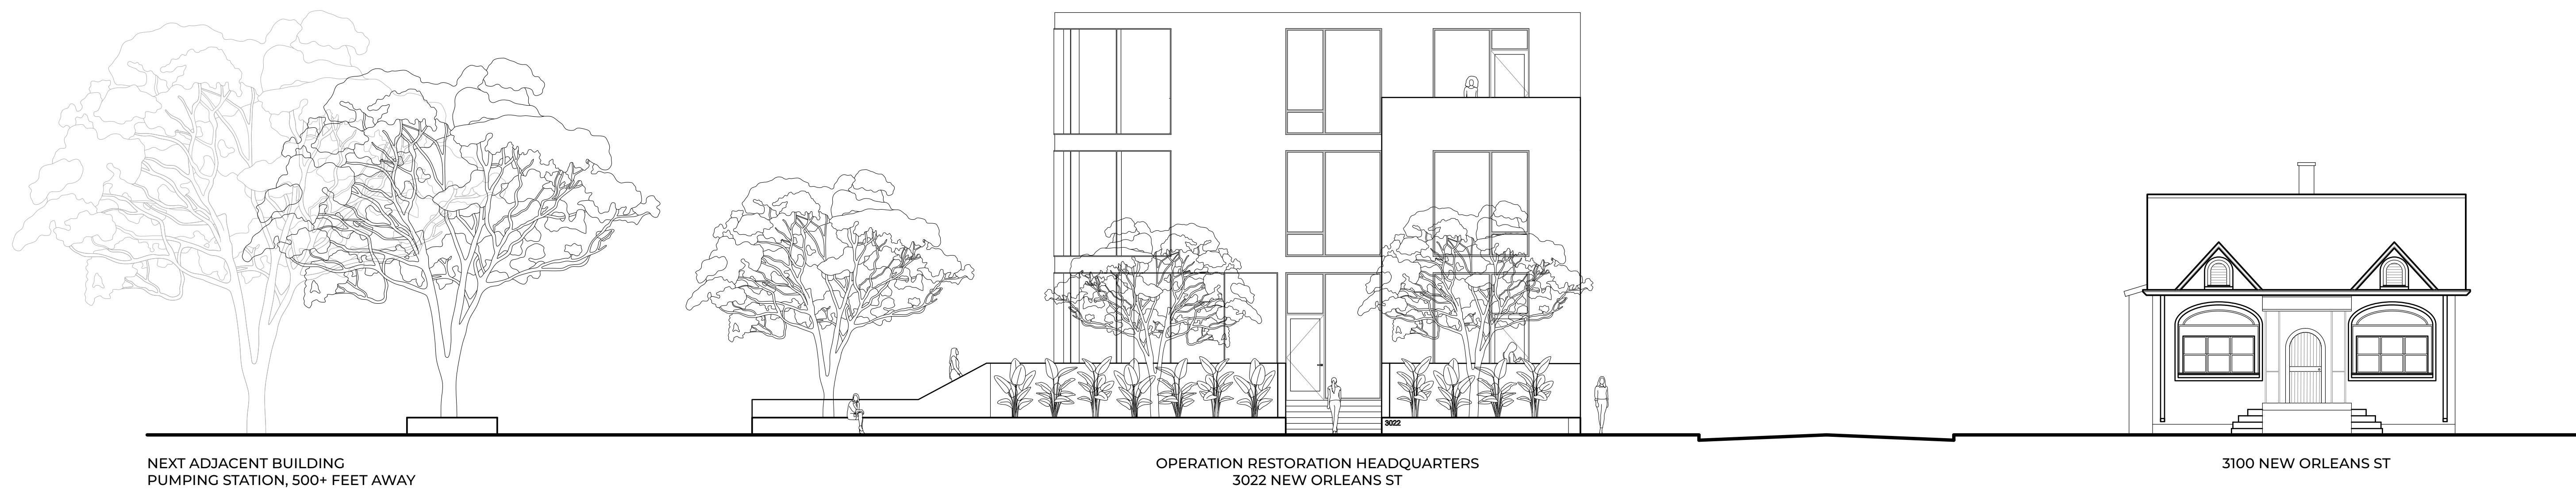 3022
NEXT ADJACENT BUILDING
PUMPING STATION, 500+ FEET AWAY
OPERATION RESTORATION HEADQUARTERS
3022 NEW ORLEANS ST
3100 NEW ORLEANS ST